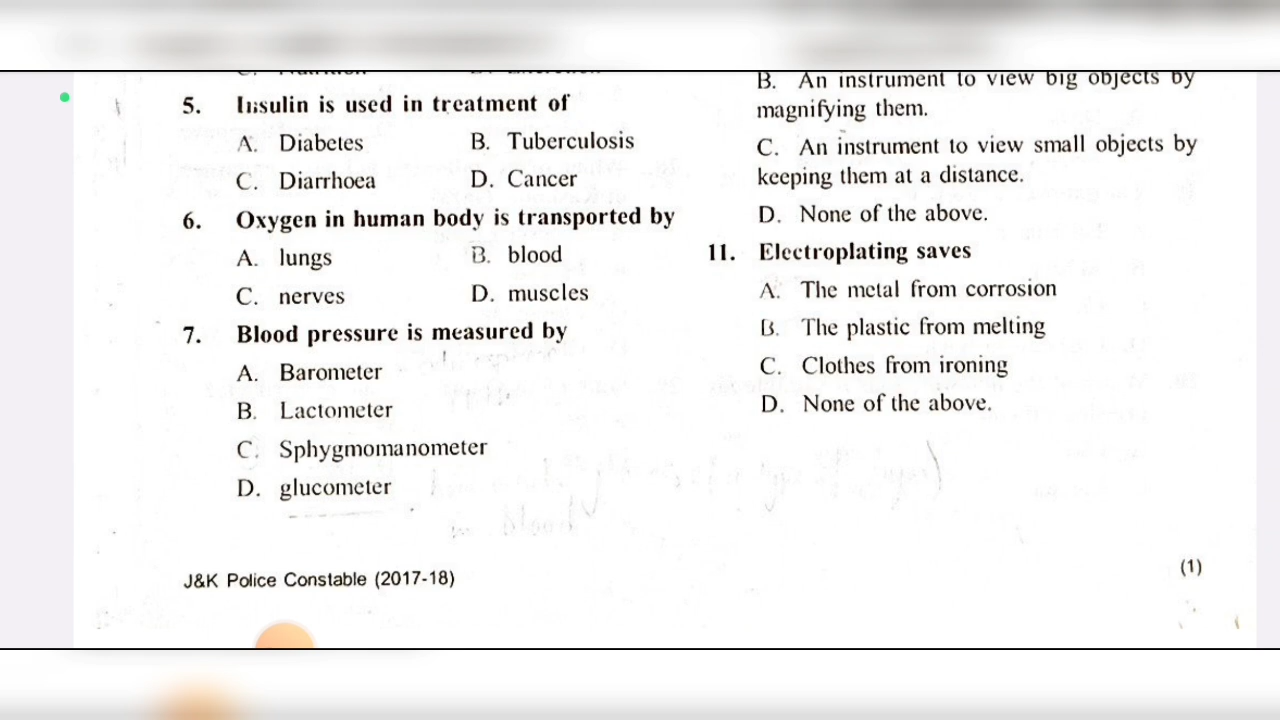 5. Insulin is used in treatment of
A. Diabetes B. Tuberculosis
C. Diarrhoea D. Cancer
6. Oxygen in human body is transported by
A. lungs B. blood
C. nerves D. muscles
7. Blood pressure is measured by
A. Barometer
B. Lactometer
C. Sphygmomanometer
D. glucometer
J&K Police Constable (2017-18)
B. An instrument to view big objects by
magnifying them.
C. An instrument to view small objects by
keeping them at a distance.
D. None of the above.
11. Electroplating saves
A. The metal from corrosion
B. The plastic from melting
C. Clothes from ironing
D. None of the above.
(1)